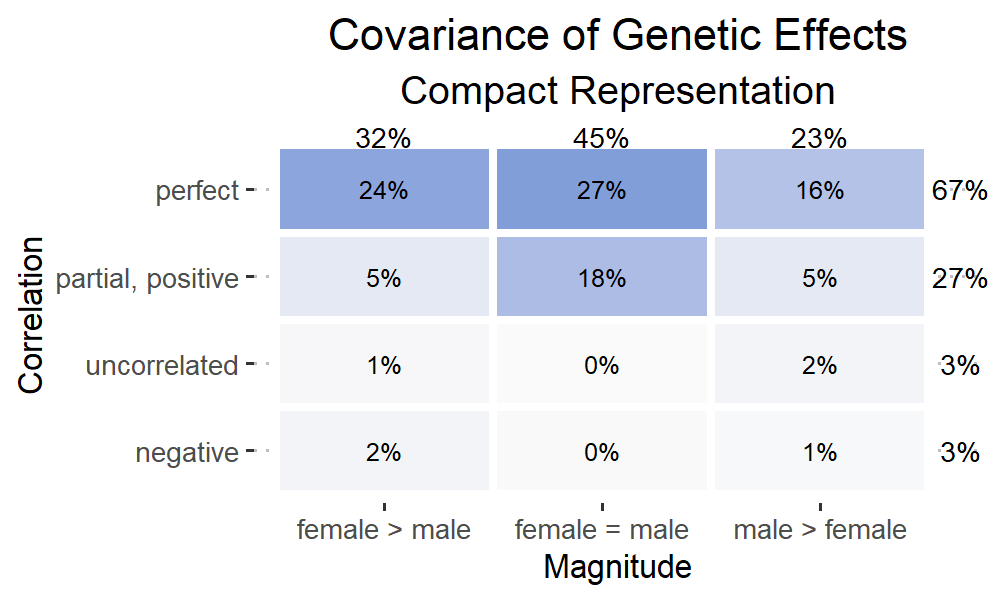 Covariance of Genetic Effects
Compact Representation
32% 45% 23%
perfect 24% 27% 16% 67%
partial, positive 5% 18% 5% 27%
uncorrelated 1% 0% 2% 3%
negative 2% 0% 1% 3%
female > male female = male male > female
Magnitude
Correlation